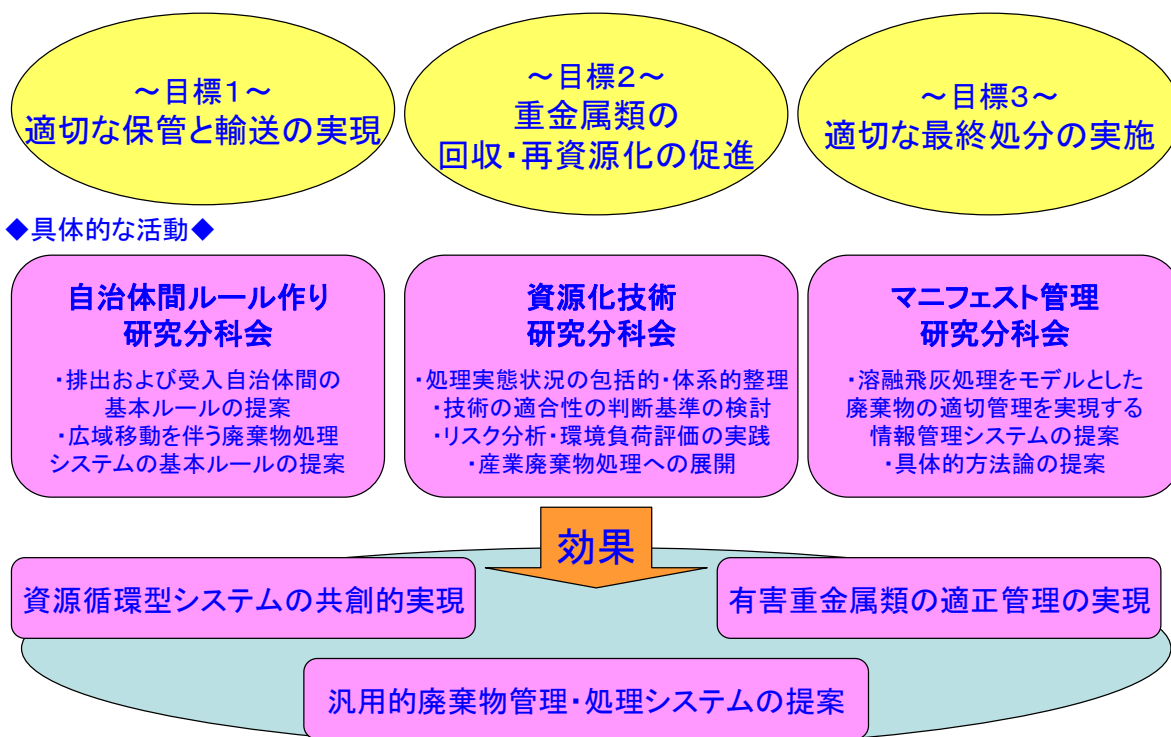 ～目標１～
適切な保管と輸送の実現
～目標２～
重金属類の
回収・再資源化の促進
～目標３～
適切な最終処分の実施
◆具体的な活動◆
自治体間ルール作り
研究分科会
・排出および受入自治体間の
基本ルールの提案
・広域移動を伴う廃棄物処理
システムの基本ルールの提案
資源化技術
研究分科会
・処理実態状況の包括的・体系的整理
・技術の適合性の判断基準の検討
・リスク分析・環境負荷評価の実践
・産業廃棄物処理への展開
マニフェスト管理
研究分科会
・溶融飛灰処理をモデルとした
廃棄物の適切管理を実現する
情報管理システムの提案
・具体的方法論の提案
効果
資源循環型システムの共創的実現
有害重金属類の適正管理の実現
汎用的廃棄物管理・処理システムの提案